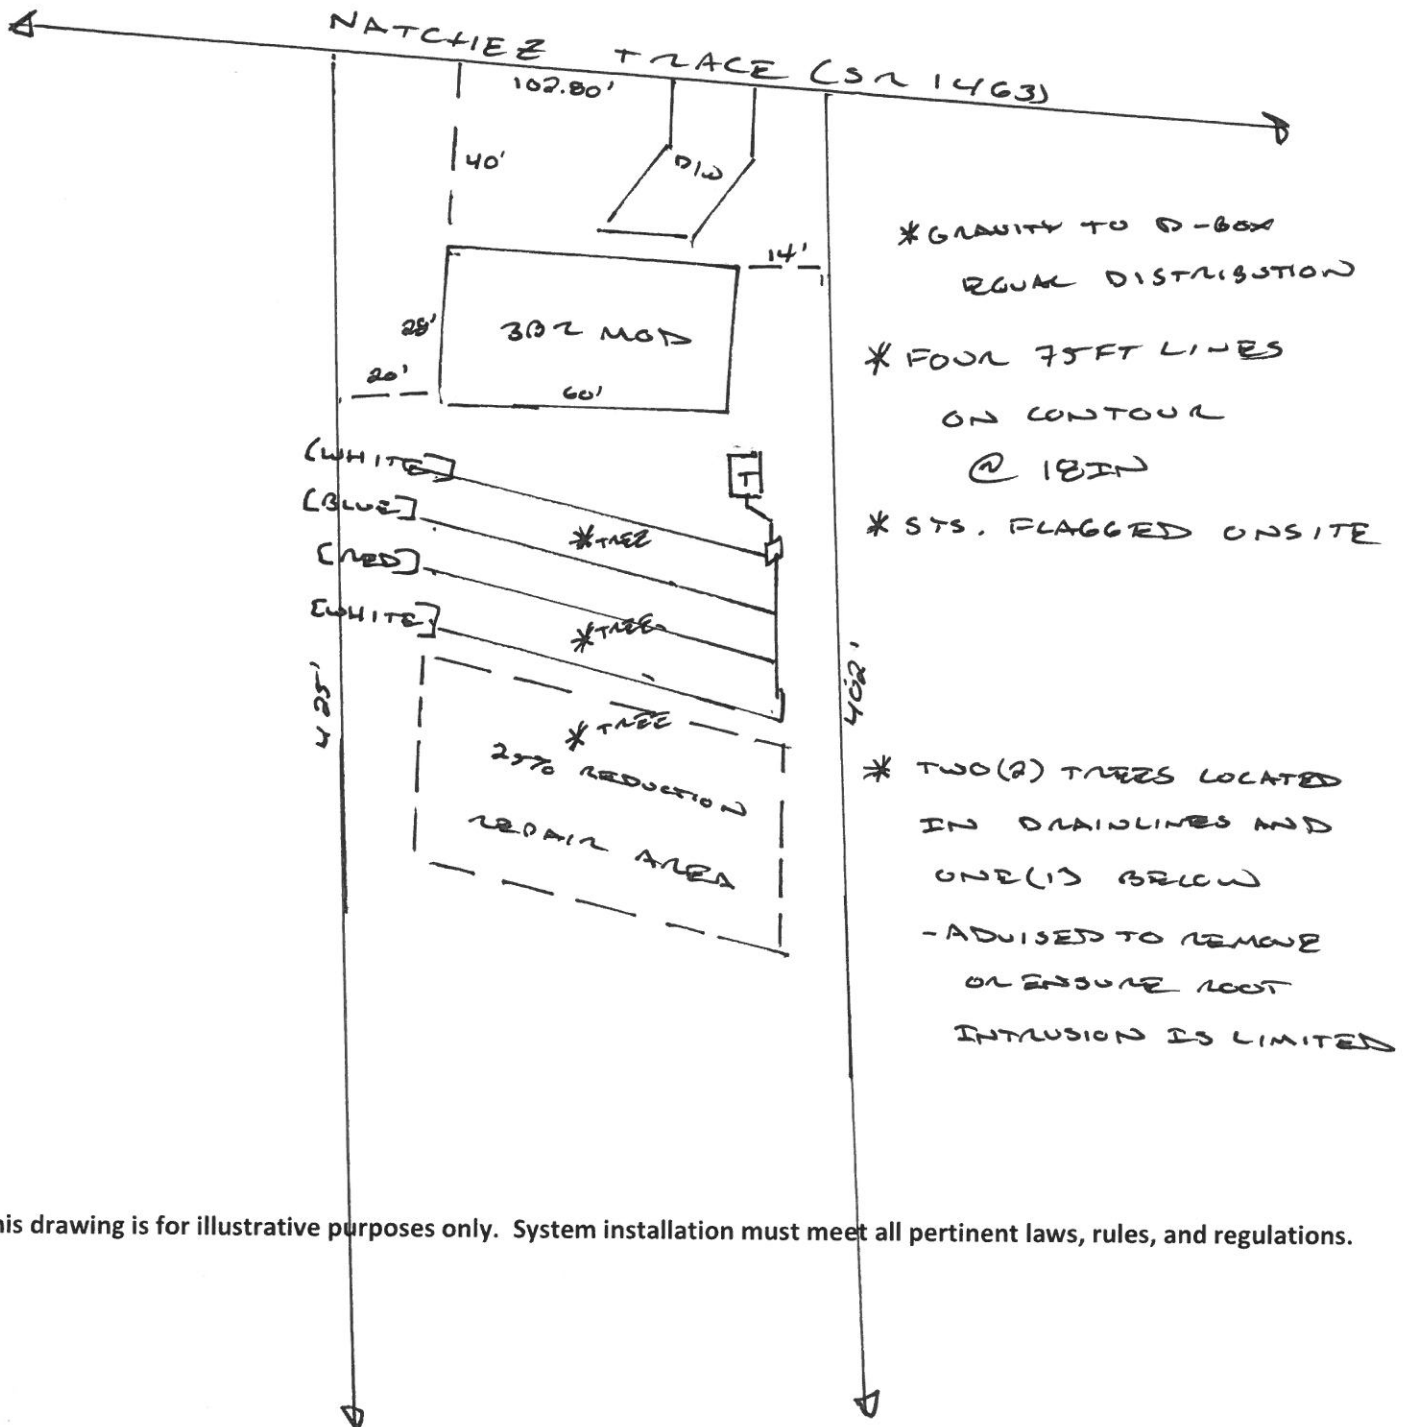 NATCHEZ TRACE (SR 1463)
102.80'
40'
D/W
14'
28'
3BR MOD
20'
60'
* GRAVITY TO D-BOX
EQUAL DISTRIBUTION
* FOUR 75FT LINES
ON CONTOUR
@ 18IN
* STS. FLAGGED ONSITE
[WHITE]
T
[BLUE]
* TREE
[RED]
[WHITE]
* TREE
425'
402'
* TREE
25% REDUCTION
REPAIR AREA
* TWO(2) TREES LOCATED
IN DRAINLINES AND
ONE(1) BELOW
- ADVISED TO REMOVE
OR ENSURE ROOT
INTRUSION IS LIMITED
his drawing is for illustrative purposes only. System installation must meet all pertinent laws, rules, and regulations.